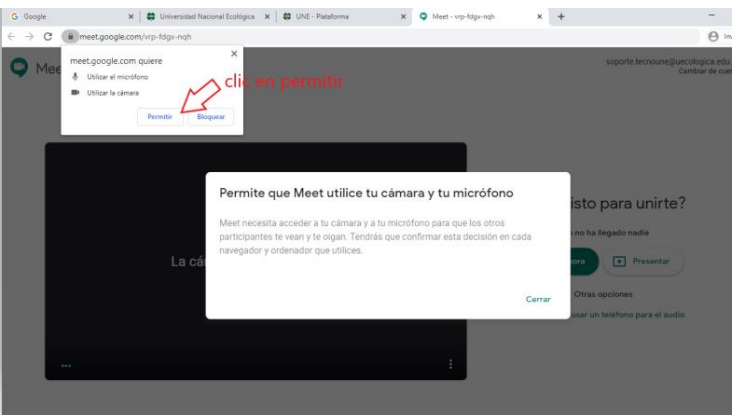 Google
Universidad Nacional Ecológica
UNE - Plataforma
Meet - vrp-fdgx-nqh
meet.google.com/vrp-fdgx-nqh
meet.google.com quiere
Utilizar el micrófono
Utilizar la cámara
Permitir
Bloquear
clic en permitir
soporte.tecnoune@uecologica.edu.
Permite que Meet utilice tu cámara y tu micrófono
Meet necesita acceder a tu cámara y a tu micrófono para que los otros
participantes te vean y te oigan. Tendrás que confirmar esta decisión en cada
navegador y ordenador que utilices.
Cerrar
La cá
isto para unirte?
no ha llegado nadie
ora
Presentar
Otras opciones
usar un teléfono para el audio